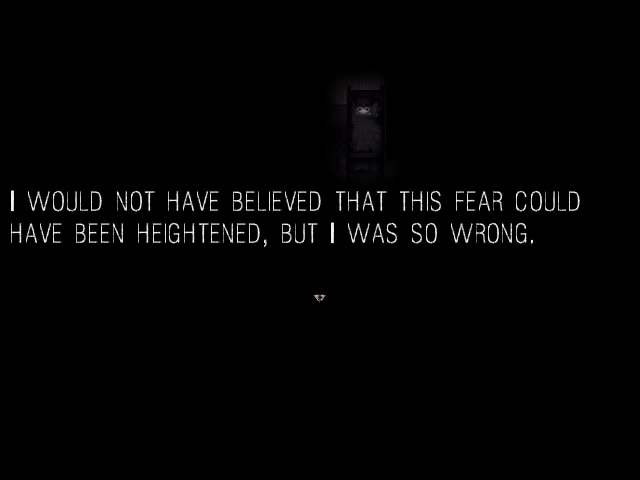 I WOULD NOT HAVE BELIEVED THAT THIS FEAR COULD
HAVE BEEN HEIGHTENED, BUT I WAS SO WRONG.